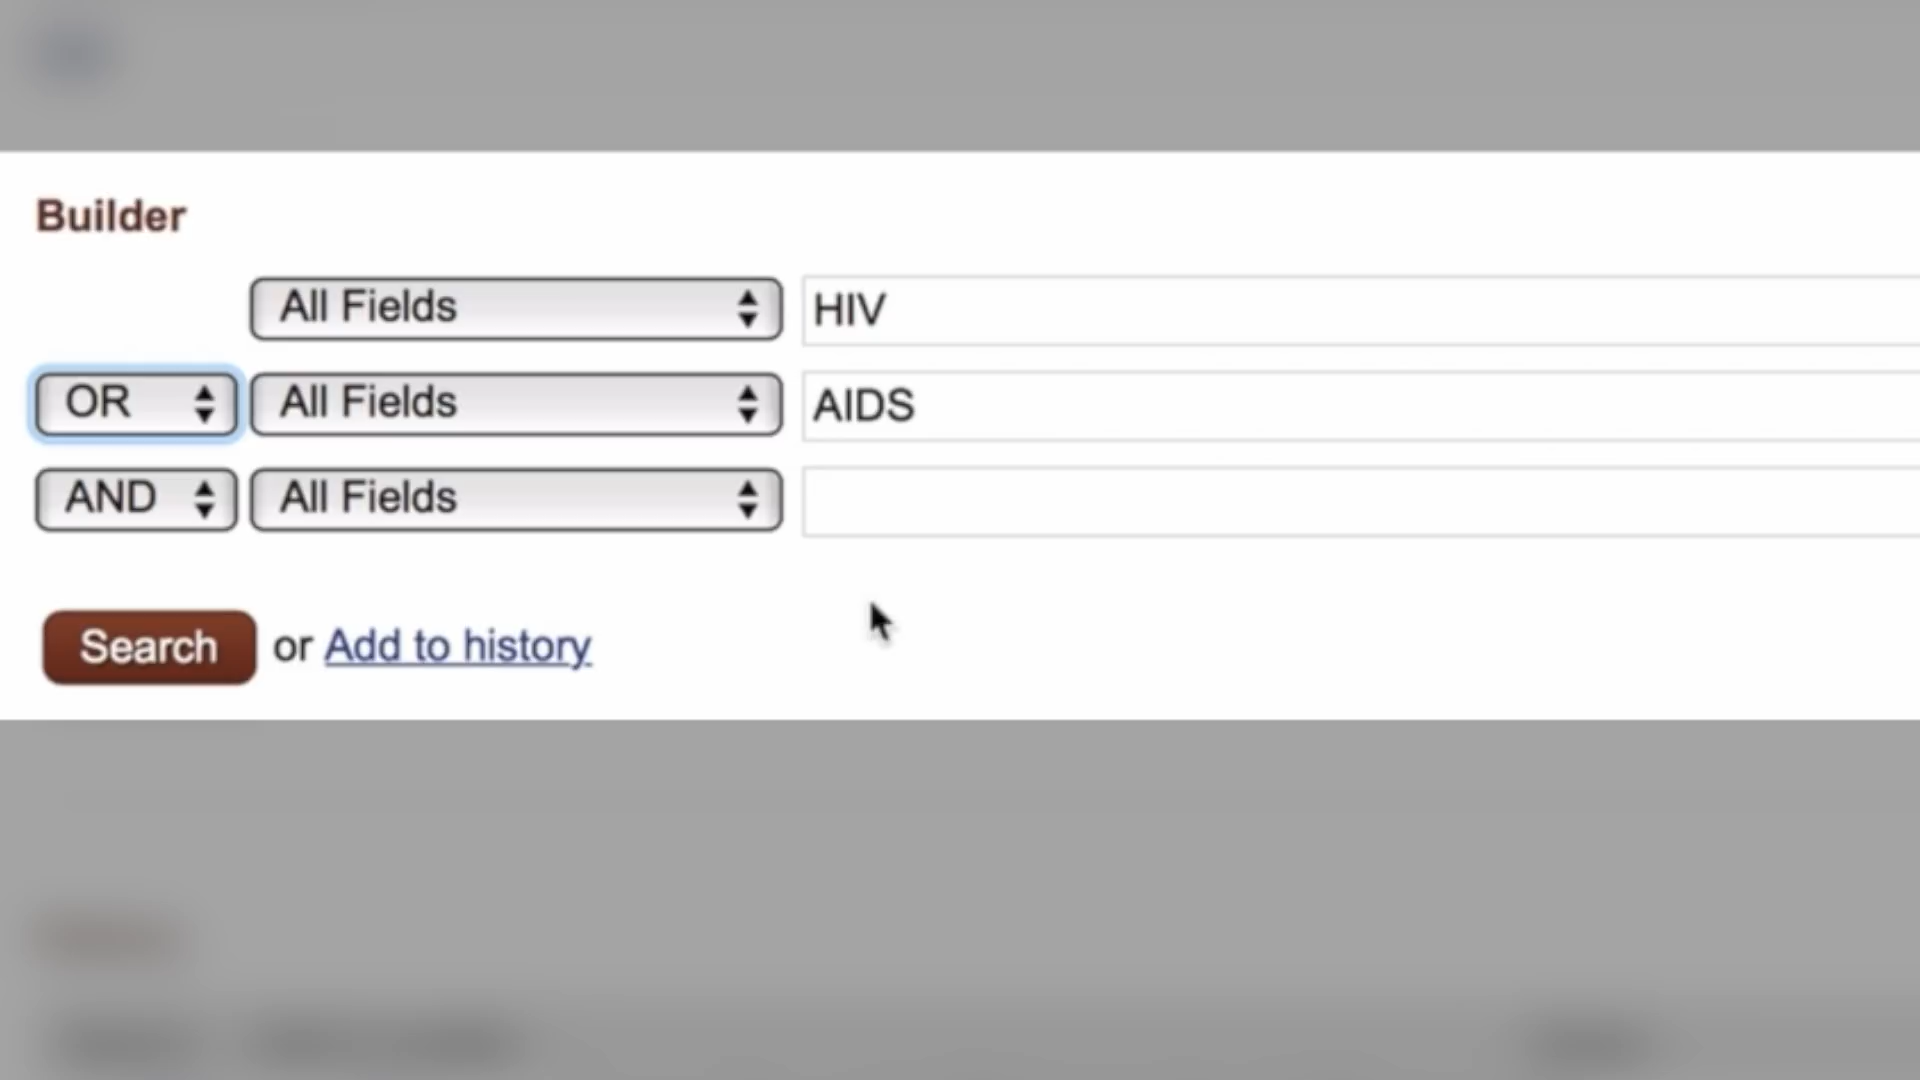 Builder
All Fields HIV
OR All Fields AIDS
AND All Fields
Search or Add to history